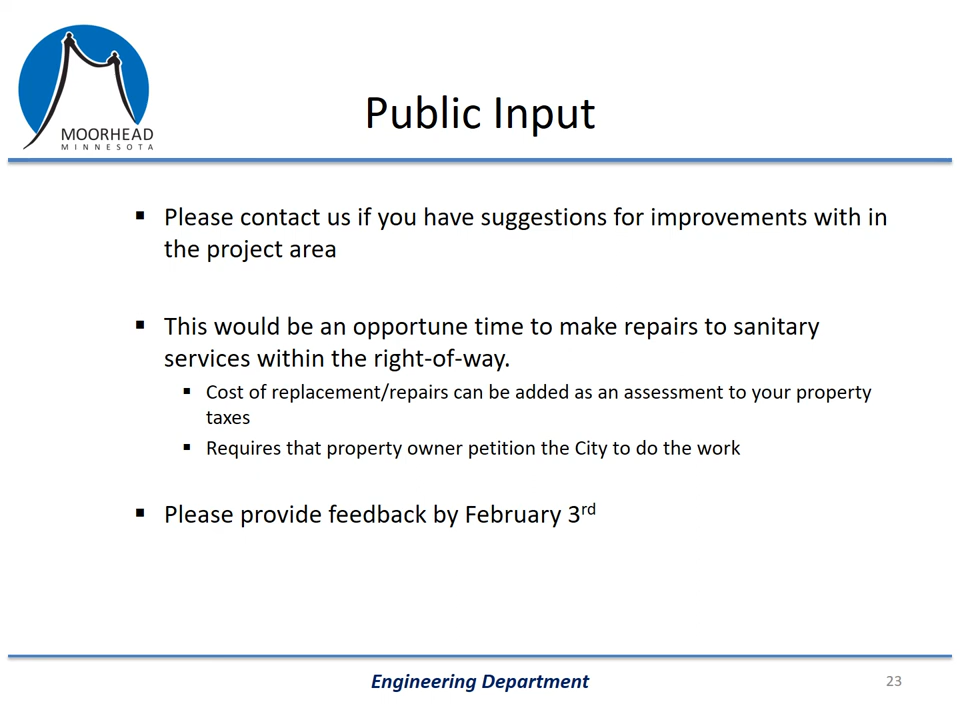 MOORHEAD
MINNESOTA
Public Input
▪ Please contact us if you have suggestions for improvements with in
the project area
▪ This would be an opportune time to make repairs to sanitary
services within the right-of-way.
▪ Cost of replacement/repairs can be added as an assessment to your property
taxes
▪ Requires that property owner petition the City to do the work
▪ Please provide feedback by February 3rd
Engineering Department
23